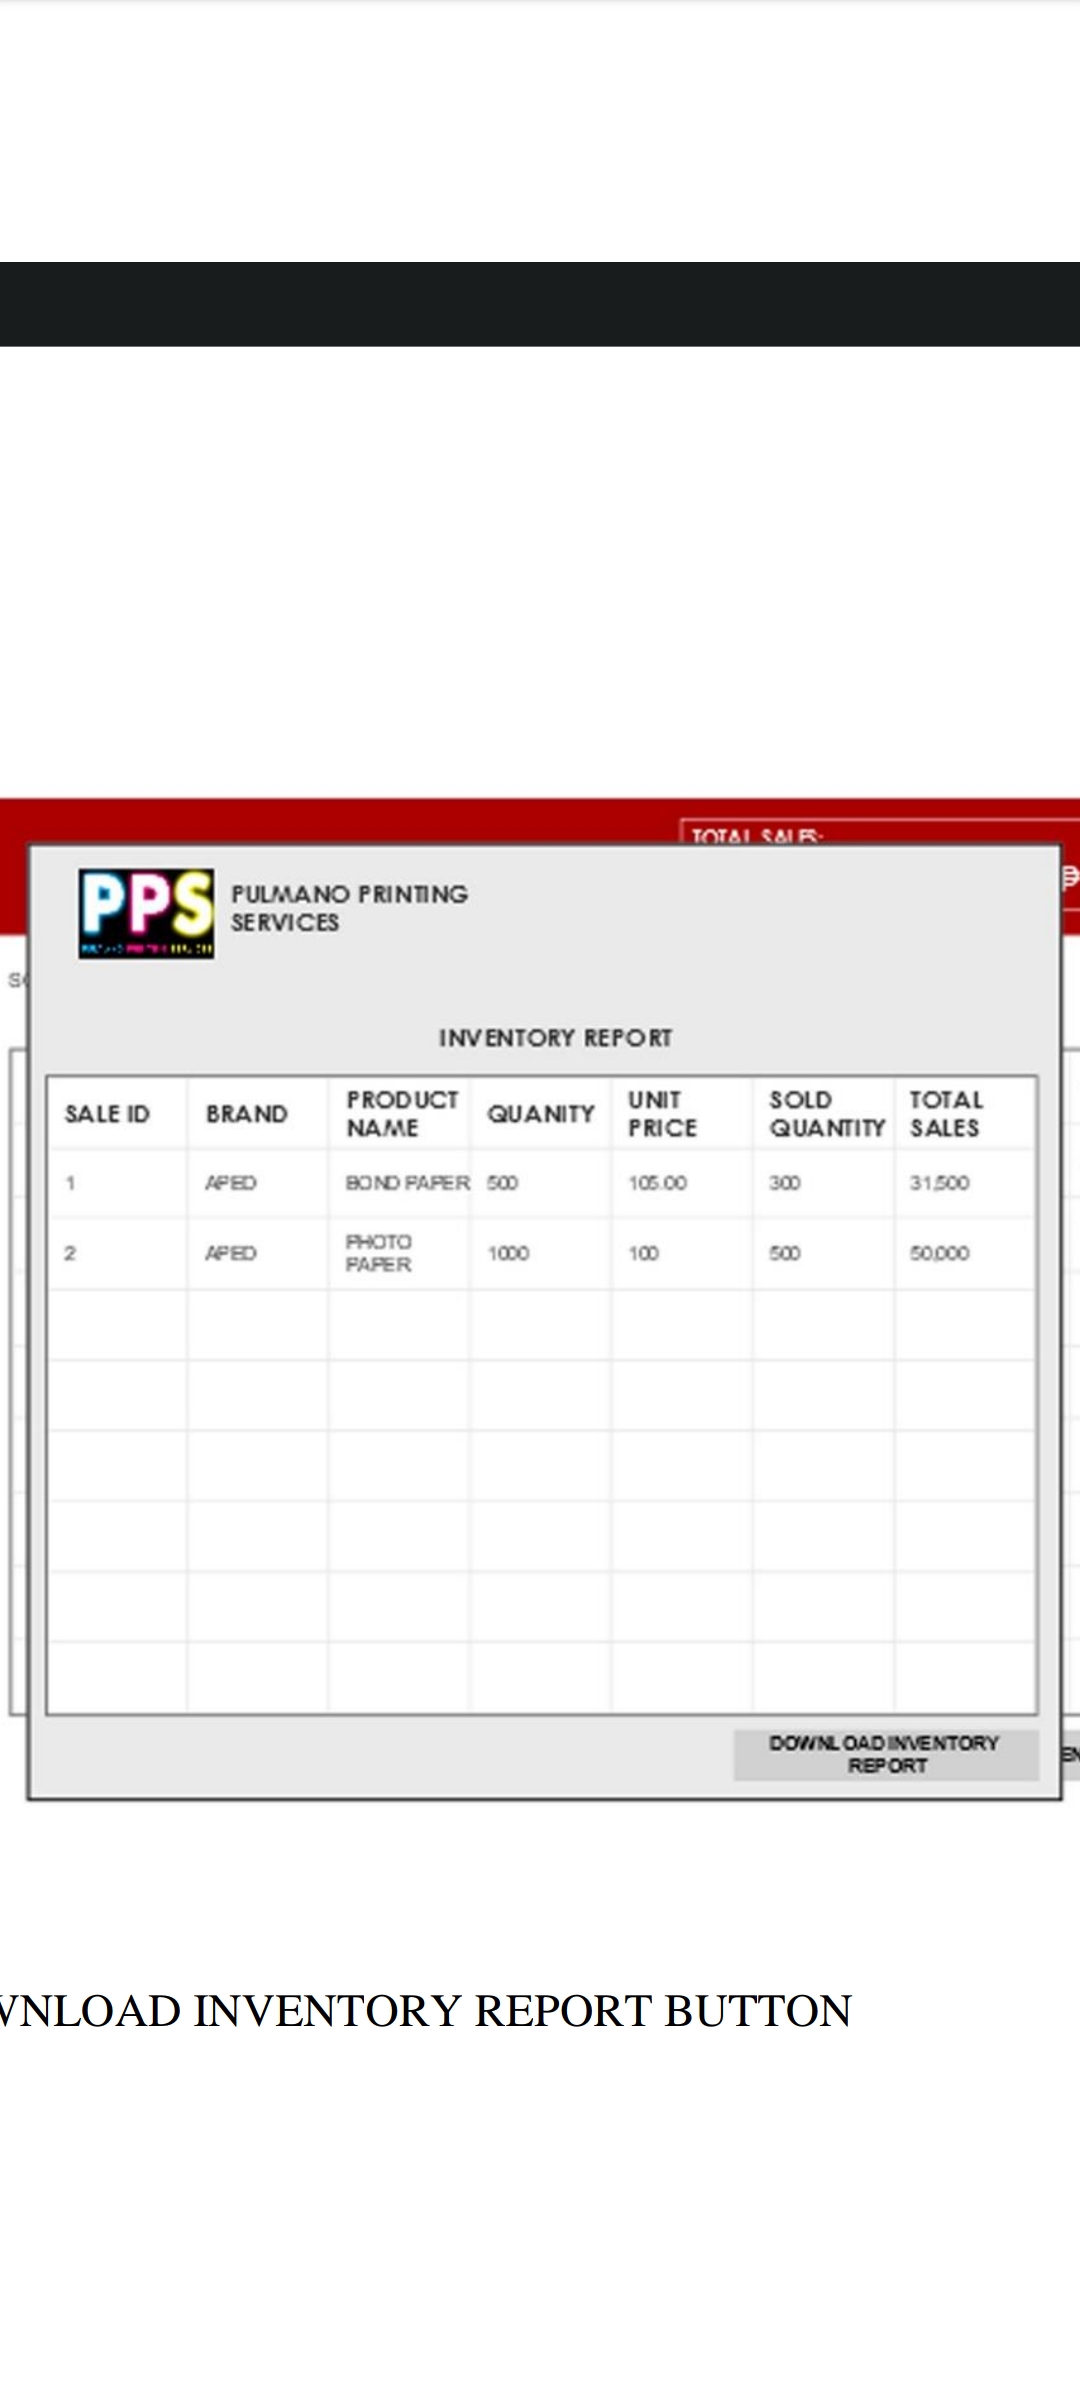 TOTAL SALES:
₱
PPS
PULMANO PRINTING
SERVICES
INVENTORY REPORT
SALE ID BRAND PRODUCT NAME QUANITY UNIT PRICE SOLD QUANTITY TOTAL SALES
1 APED BOND PAPER 500 105.00 300 31,500
2 APED PHOTO PAPER 1000 100 500 50,000
DOWNLOAD INVENTORY
REPORT
WNLOAD INVENTORY REPORT BUTTON